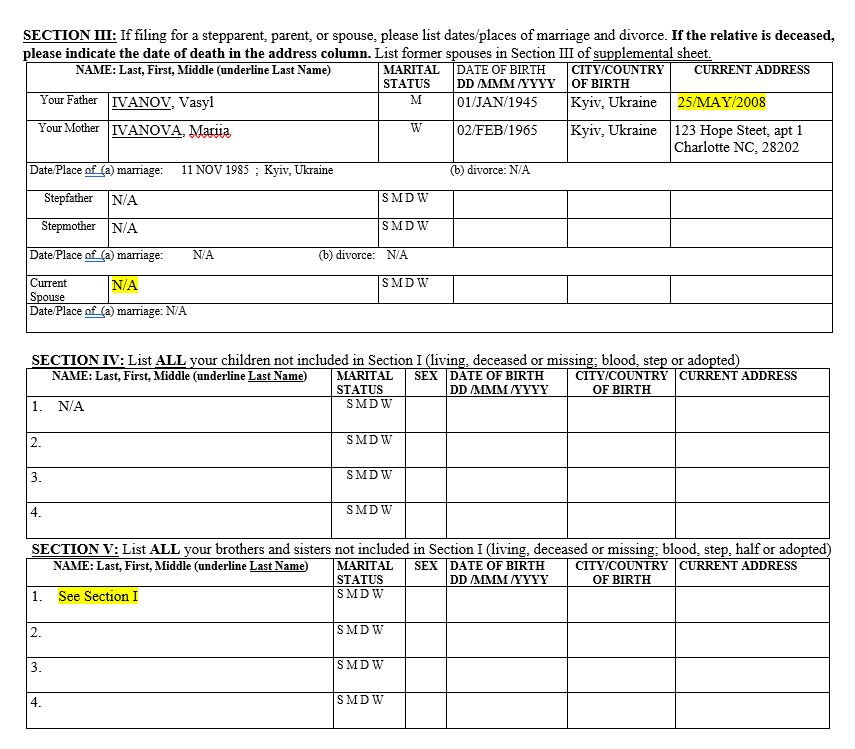 SECTION III: If filing for a stepparent, parent, or spouse, please list dates/places of marriage and divorce. If the relative is deceased,
please indicate the date of death in the address column. List former spouses in Section III of supplemental sheet.
NAME: Last, First, Middle (underline Last Name) MARITAL STATUS DATE OF BIRTH DD /MMM /YYYY CITY/COUNTRY OF BIRTH CURRENT ADDRESS
Your Father IVANOV, Vasyl M 01/JAN/1945 Kyiv, Ukraine 25/MAY/2008
Your Mother IVANOVA, Mariia W 02/FEB/1965 Kyiv, Ukraine 123 Hope Steet, apt 1
Charlotte NC, 28202
Date/Place of (a) marriage: 11 NOV 1985 ; Kyiv, Ukraine (b) divorce: N/A
Stepfather N/A S M D W
Stepmother N/A S M D W
Date/Place of (a) marriage: N/A (b) divorce: N/A
Current Spouse N/A S M D W
Date/Place of (a) marriage: N/A
SECTION IV: List ALL your children not included in Section I (living, deceased or missing; blood, step or adopted)
NAME: Last, First, Middle (underline Last Name) MARITAL STATUS SEX DATE OF BIRTH DD /MMM /YYYY CITY/COUNTRY OF BIRTH CURRENT ADDRESS
1. N/A S M D W
2. S M D W
3. S M D W
4. S M D W
SECTION V: List ALL your brothers and sisters not included in Section I (living, deceased or missing; blood, step, half or adopted)
NAME: Last, First, Middle (underline Last Name) MARITAL STATUS SEX DATE OF BIRTH DD /MMM /YYYY CITY/COUNTRY OF BIRTH CURRENT ADDRESS
1. See Section I S M D W
2. S M D W
3. S M D W
4. S M D W